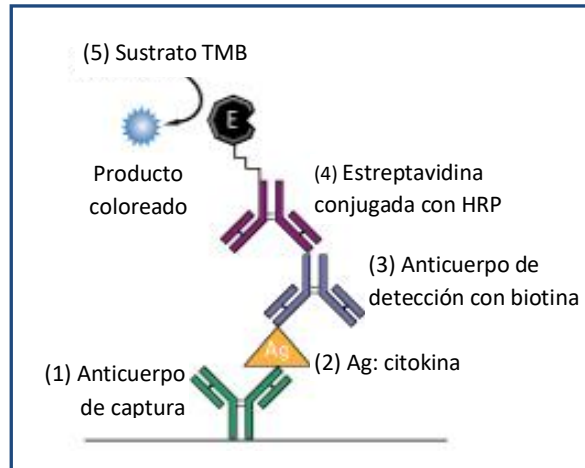 (5) Sustrato TMB
E
Producto
coloreado
(4) Estreptavidina
conjugada con HRP
(3) Anticuerpo de
detección con biotina
Ag
(2) Ag: citokina
(1) Anticuerpo
de captura